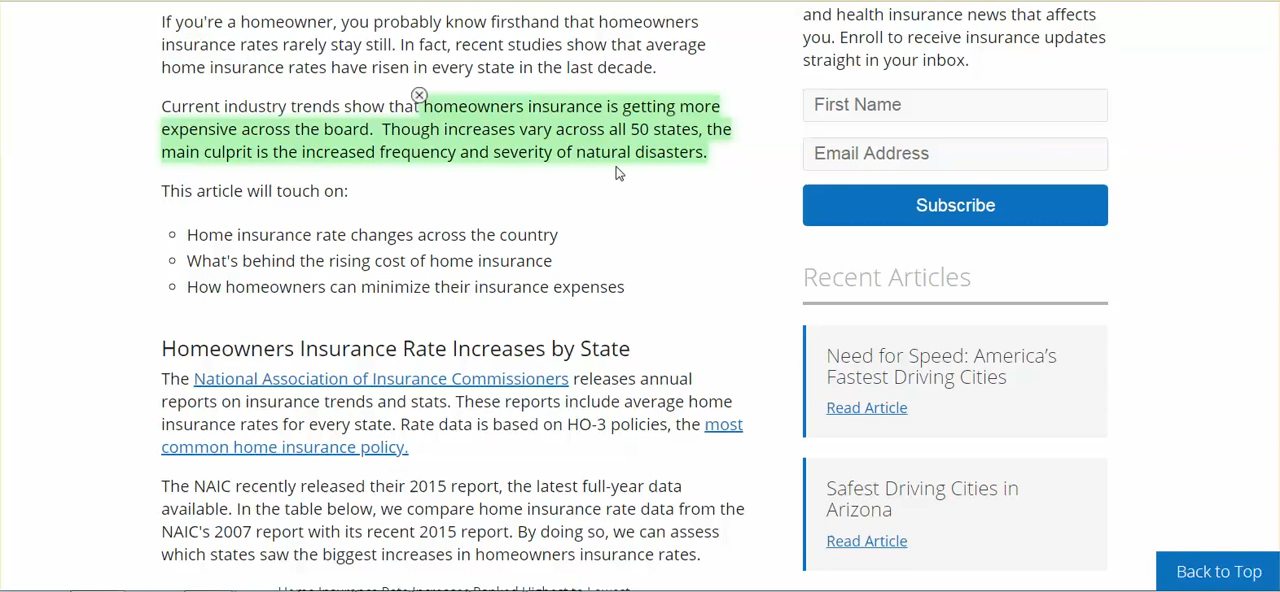 If you're a homeowner, you probably know firsthand that homeowners
insurance rates rarely stay still. In fact, recent studies show that average
home insurance rates have risen in every state in the last decade.
Current industry trends show that homeowners insurance is getting more
expensive across the board.  Though increases vary across all 50 states, the
main culprit is the increased frequency and severity of natural disasters.
This article will touch on:
Home insurance rate changes across the country
What's behind the rising cost of home insurance
How homeowners can minimize their insurance expenses
Homeowners Insurance Rate Increases by State
The National Association of Insurance Commissioners releases annual
reports on insurance trends and stats. These reports include average home
insurance rates for every state. Rate data is based on HO-3 policies, the most
common home insurance policy.
The NAIC recently released their 2015 report, the latest full-year data
available. In the table below, we compare home insurance rate data from the
NAIC's 2007 report with its recent 2015 report. By doing so, we can assess
which states saw the biggest increases in homeowners insurance rates.
Home Insurance Rate Increases Ranked Highest to Lowest
and health insurance news that affects
you. Enroll to receive insurance updates
straight in your inbox.
First Name
Email Address
Subscribe
Recent Articles
Need for Speed: America’s
Fastest Driving Cities
Read Article
Safest Driving Cities in
Arizona
Read Article
Back to Top